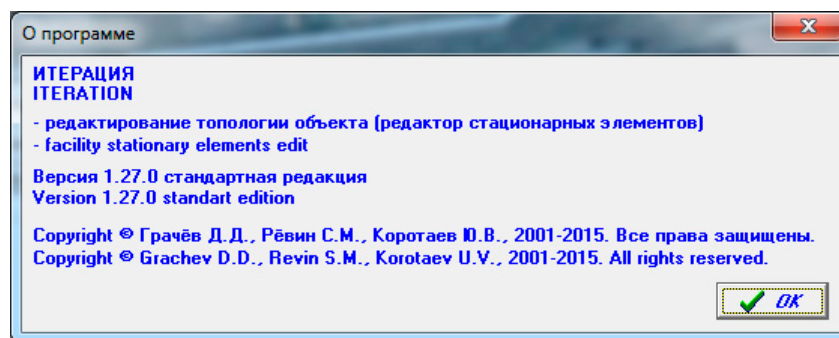 О программе
ИТЕРАЦИЯ
ITERATION
- редактирование топологии объекта (редактор стационарных элементов)
- facility stationary elements edit
Версия 1.27.0 стандартная редакция
Version 1.27.0 standart edition
Copyright © Грачёв Д.Д., Рёвин С.М., Коротаев Ю.В., 2001-2015. Все права защищены.
Copyright © Grachev D.D., Revin S.M., Korotaev U.V., 2001-2015. All rights reserved.
OK